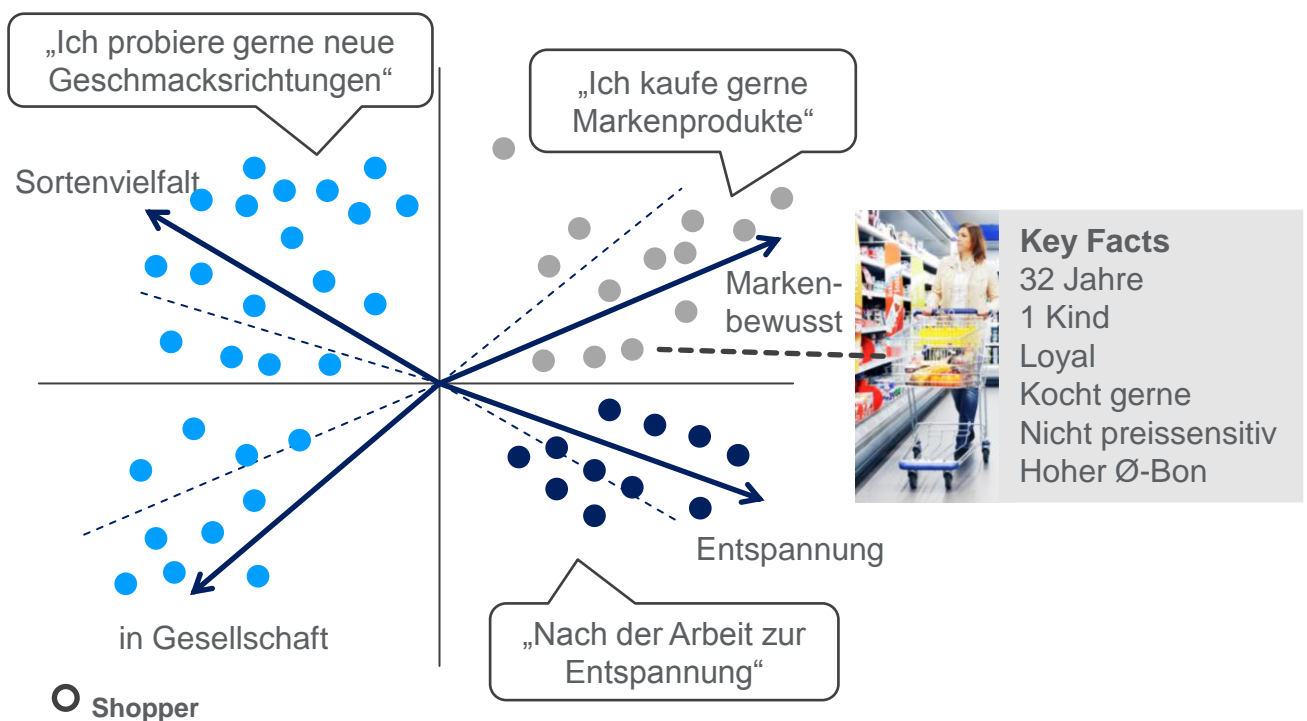 „Ich probiere gerne neue
Geschmacksrichtungen“
„Ich kaufe gerne
Markenprodukte“
Sortenvielfalt
Marken-
bewusst
Key Facts
32 Jahre
1 Kind
Loyal
Kocht gerne
Nicht preissensitiv
Hoher Ø-Bon
Entspannung
„Nach der Arbeit zur
Entspannung“
in Gesellschaft
Shopper